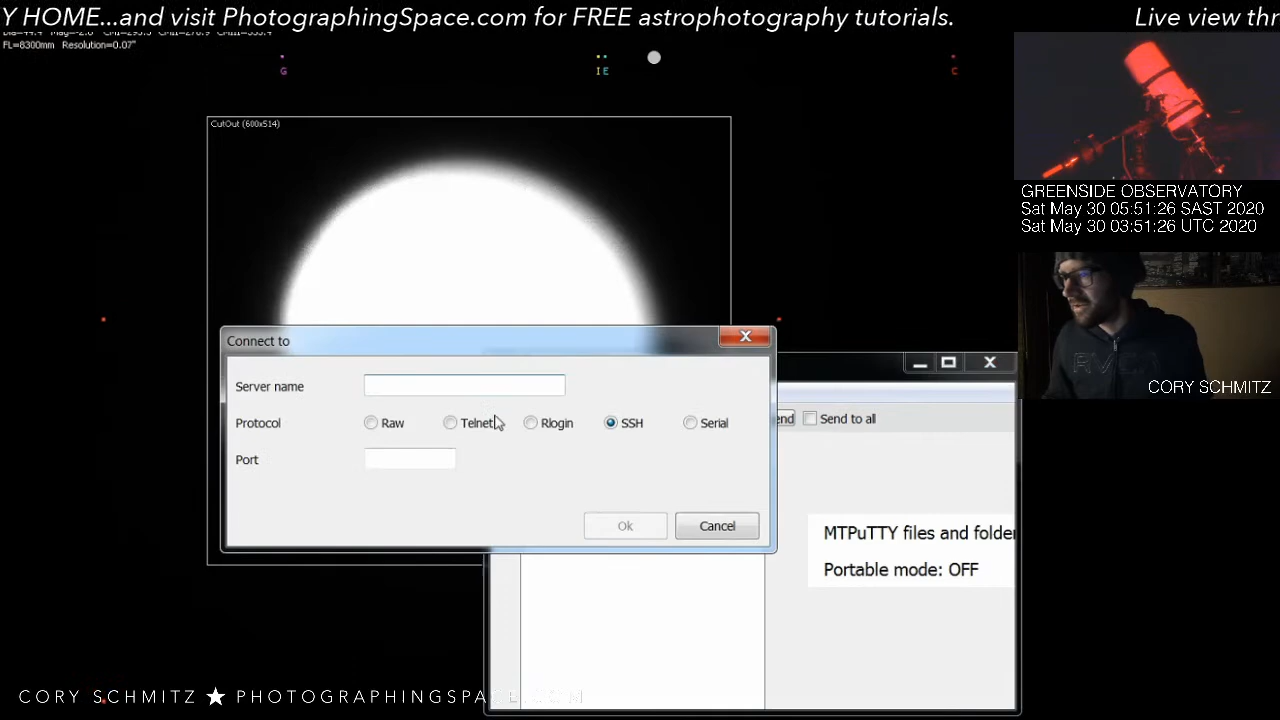 Y HOME...and visit PhotographingSpace.com for FREE astrophotography tutorials.
Live view thr
FL=8300mm Resolution=0.07"
G
I E
C
CutOut (600x514)
GREENSIDE OBSERVATORY
Sat May 30 05:51:26 SAST 2020
Sat May 30 03:51:26 UTC 2020
CORY SCHMITZ
Connect to
Server name
Protocol
Raw
Telnet
Rlogin
SSH
Serial
Port
Ok
Cancel
end
Send to all
MTPuTTY files and folder
Portable mode: OFF
CORY SCHMITZ ★ PHOTOGRAPHINGSPACE.COM